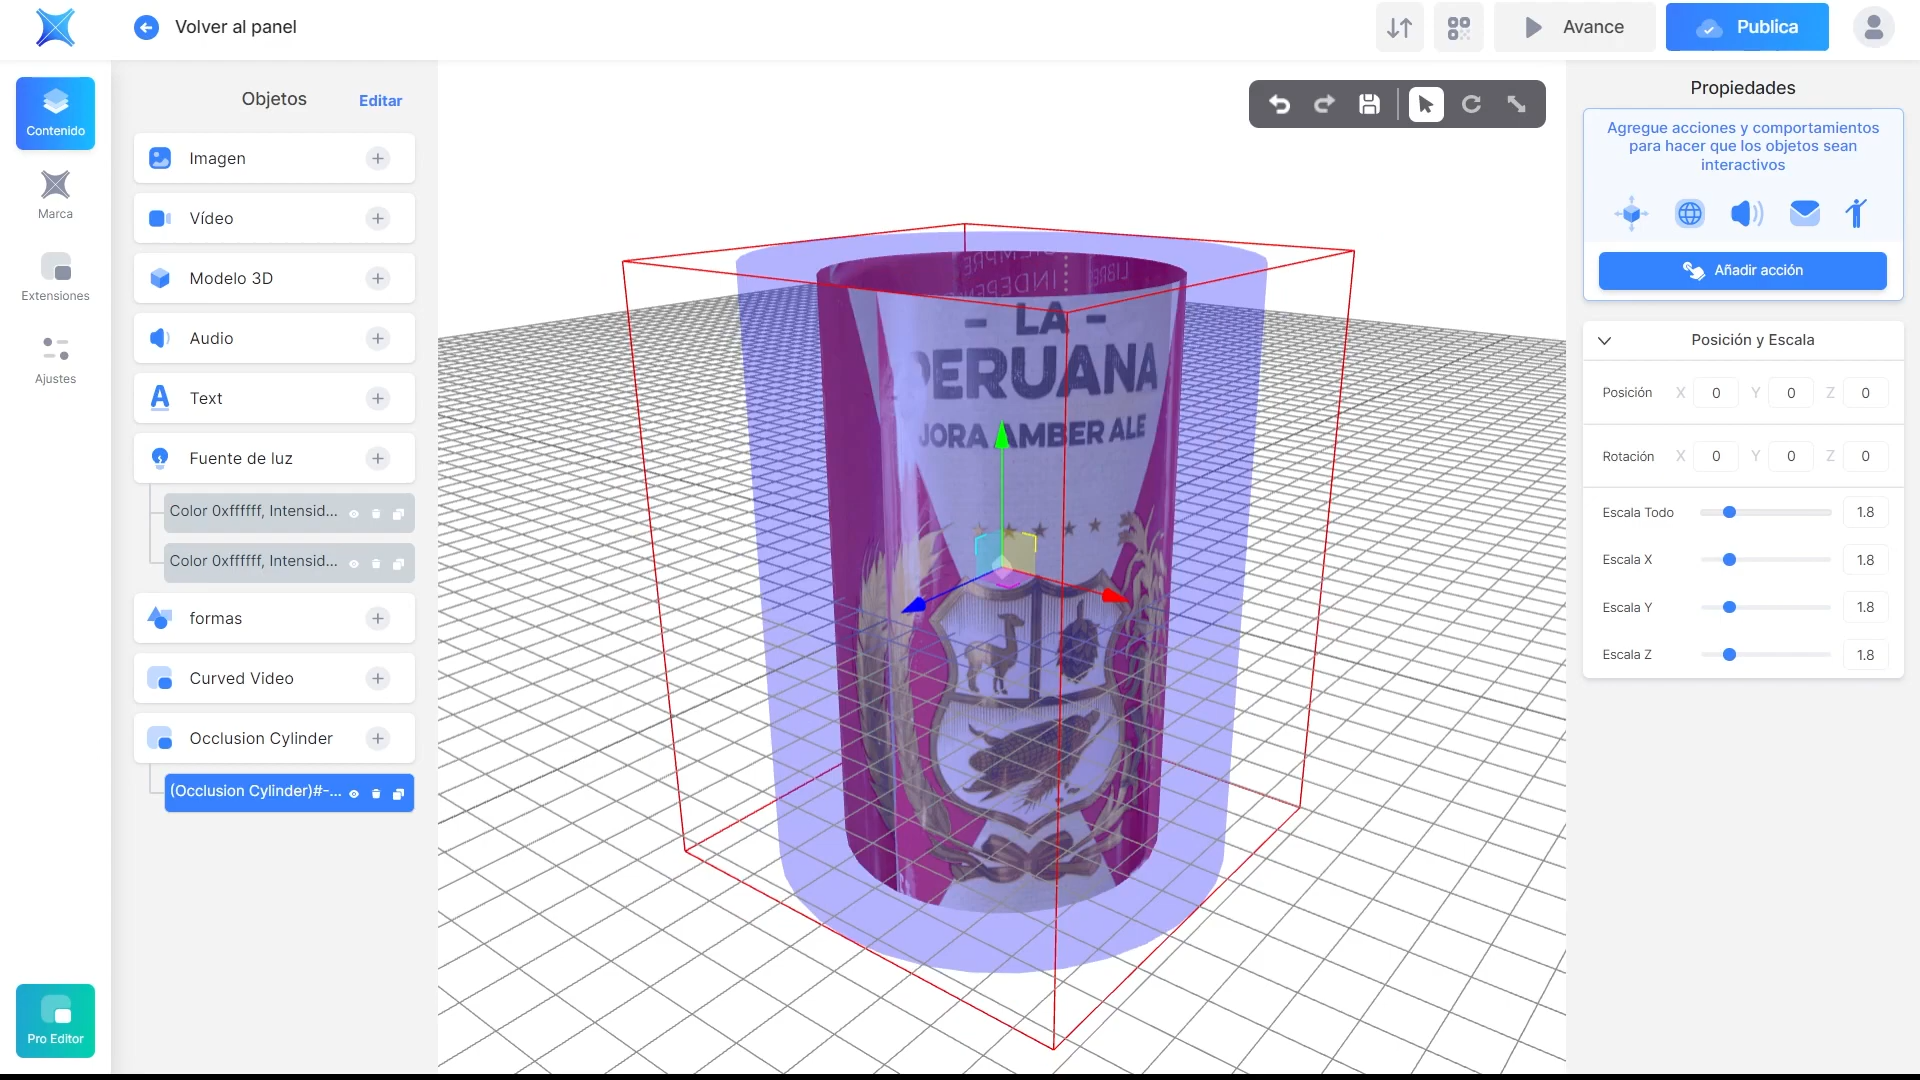 Volver al panel
Avance
Publica
Contenido
Marca
Extensiones
Ajustes
Pro Editor
Objetos
Editar
Imagen
Vídeo
Modelo 3D
Audio
Text
Fuente de luz
Color 0xffffff, Intensid...
Color 0xffffff, Intensid...
formas
Curved Video
Occlusion Cylinder
(Occlusion Cylinder)#-...
- LA -
PERUANA
JORA AMBER ALE
Propiedades
Agregue acciones y comportamientos
para hacer que los objetos sean
interactivos
Añadir acción
Posición y Escala
Posición X 0 Y 0 Z 0
Rotación X 0 Y 0 Z 0
Escala Todo 1.8
Escala X 1.8
Escala Y 1.8
Escala Z 1.8